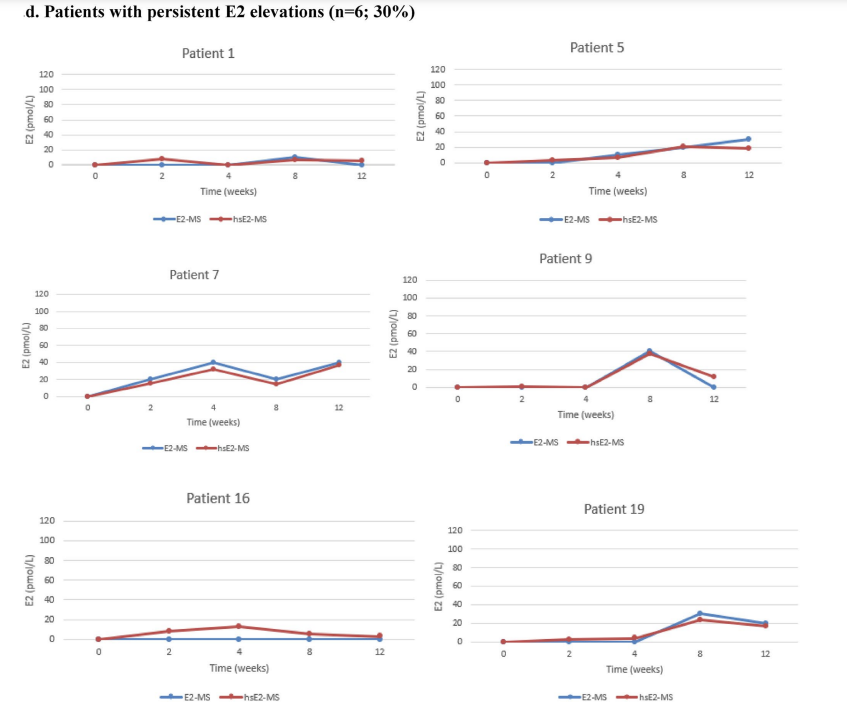 d. Patients with persistent E2 elevations (n=6; 30%)
Patient 1
120
100
80
60
40
20
0
E2 (pmol/L)
0 2 4 8 12
Time (weeks)
E2-MS hsE2-MS
Patient 5
120
100
80
60
40
20
0
E2 (pmol/L)
0 2 4 8 12
Time (weeks)
E2-MS hsE2-MS
Patient 7
120
100
80
60
40
20
0
E2 (pmol/L)
0 2 4 8 12
Time (weeks)
E2-MS hsE2-MS
Patient 9
120
100
80
60
40
20
0
E2 (pmol/L)
0 2 4 8 12
Time (weeks)
E2-MS hsE2-MS
Patient 16
120
100
80
60
40
20
0
E2 (pmol/L)
0 2 4 8 12
Time (weeks)
E2-MS hsE2-MS
Patient 19
120
100
80
60
40
20
0
E2 (pmol/L)
0 2 4 8 12
Time (weeks)
E2-MS hsE2-MS